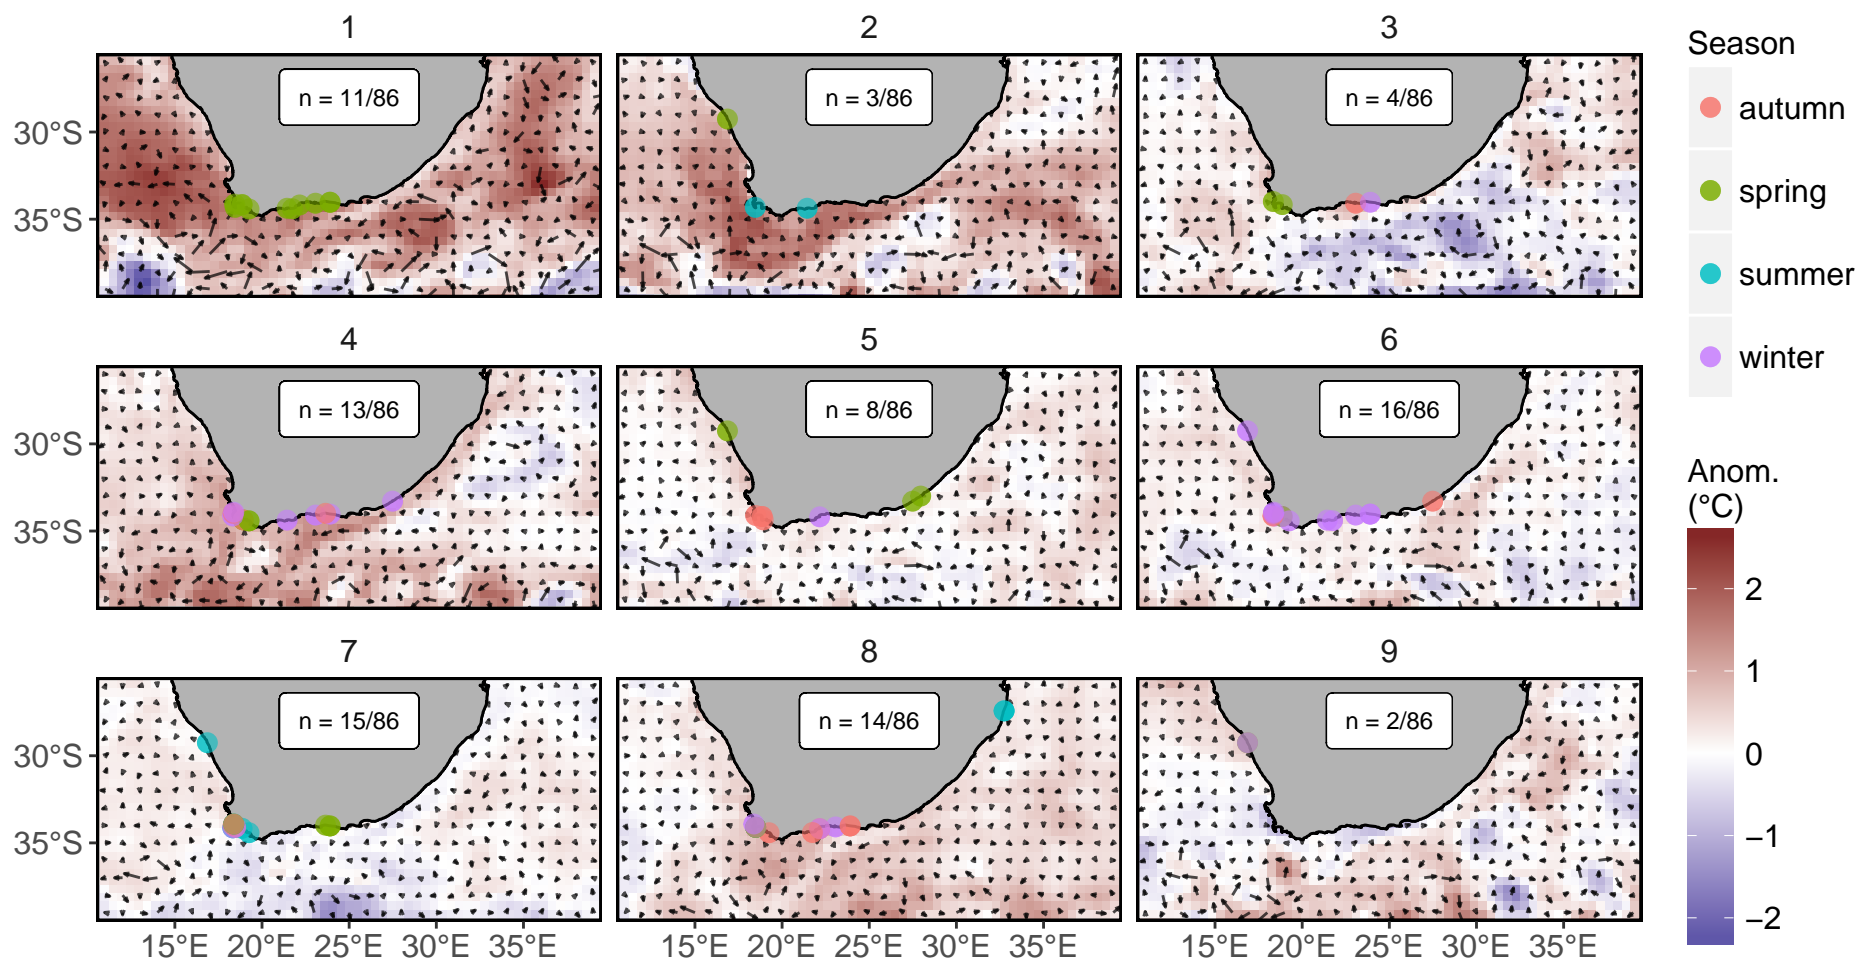 1
2
3
n = 11/86
n = 3/86
n = 4/86
30°S
35°S
4
5
6
n = 13/86
n = 8/86
n = 16/86
30°S
35°S
7
8
9
n = 15/86
n = 14/86
n = 2/86
30°S
35°S
15°E 20°E 25°E 30°E 35°E
15°E 20°E 25°E 30°E 35°E
15°E 20°E 25°E 30°E 35°E
Season
autumn
spring
summer
winter
Anom.
(°C)
2
1
0
−1
−2